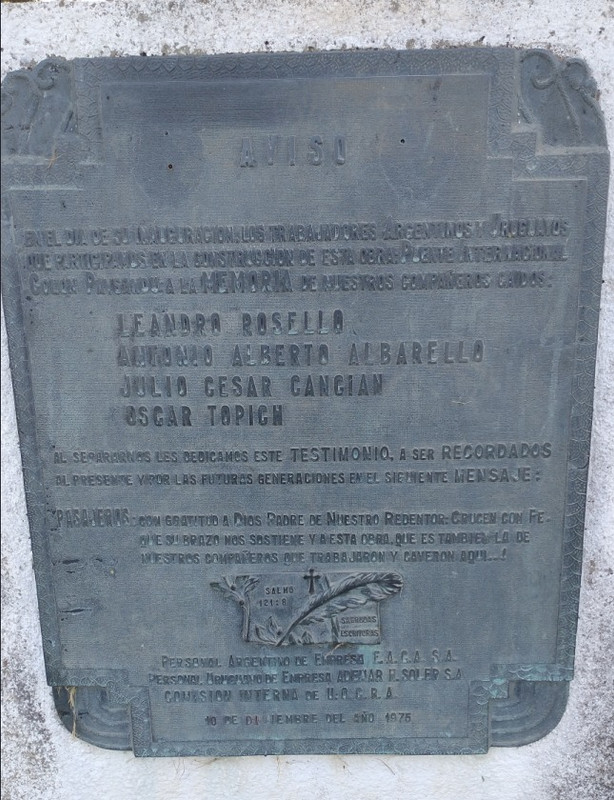 AVISO
EN EL DIA DE SU INAUGURACION: LOS TRABAJADORES ARGENTINOS Y URUGUAYOS
QUE PARTICIPAMOS EN LA CONSTRUCCION DE ESTA OBRA: PUENTE INTERNACIONAL
COLON PAYSANDU A LA MEMORIA DE NUESTROS COMPAÑEROS CAIDOS:
LEANDRO ROSELLO
ANTONIO ALBERTO ALBARELLO
JULIO CESAR CANCIAN
OSCAR TOPICH
AL SEPARARNOS LES DEDICAMOS ESTE TESTIMONIO, A SER RECORDADOS
AL PRESENTE Y POR LAS FUTURAS GENERACIONES EN EL SIGUIENTE MENSAJE:
PASAJEROS: CON GRATITUD A DIOS PADRE DE NUESTRO REDENTOR: CRUCEN CON FE
QUE SU BRAZO NOS SOSTIENE Y A ESTA OBRA, QUE ES TAMBIEN LA DE
NUESTROS COMPAÑEROS QUE TRABAJARON Y CAYERON AQUI...!
SALMO
121:8
SAGRADAS
ESCRITURAS
PERSONAL ARGENTINO DE EMPRESA E.A.C.A. S.A.
PERSONAL URUGUAYO DE EMPRESA ADEMAR R. SOLER S.A.
COMISION INTERNA DE U.O.C.R.A.
10 DE DICIEMBRE DEL AÑO 1975